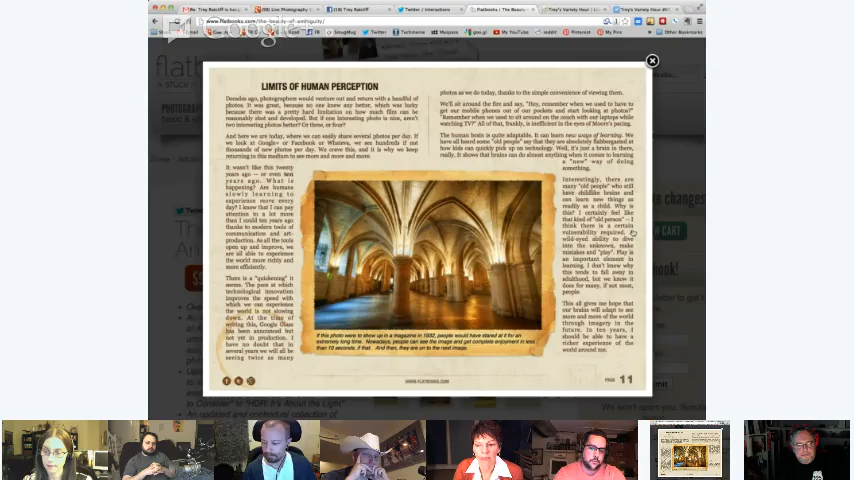 www.flatbooks.com/the-beauty-of-ambiguity/
LIMITS OF HUMAN PERCEPTION
Decades ago, photographers would venture out and return with a handful of
photos. It was great, because no one knew any better, which was lucky
because there was a pretty hard limitation on how much film can be
reasonably shot and developed. But if one interesting photo is nice, aren't
two interesting photos better? Or three, or four?
And here we are today, where we can easily share several photos per day. If
we look at Google+ or Facebook or Whatevs, we see hundreds if not
thousands of new photos per day. We crave this, and it is why we keep
returning to this medium to see more and more and more.
It wasn't like this twenty
years ago — or even ten
years ago. What is
happening? Are humans
slowly learning to
experience more every
day? I know that I can pay
attention to a lot more
than I could ten years ago
thanks to modern tools of
communication and art-
production. As all the tools
open up and improve, we
are all able to experience
the world more richly and
more efficiently.
There is a "quickening" it
seems. The pace at which
technological innovation
improves the speed with
which we can experience
the world is not slowing
down. At the time of
writing this, Google Glass
has been announced but
not yet in production. I
have no doubt that in
several years we will all be
seeing twice as many
photos as we do today, thanks to the simple convenience of viewing them.
We'll sit around the fire and say, "Hey, remember when we used to have to
get our mobile phones out of our pockets and start looking at photos?"
"Remember when we used to sit around on the couch with our laptops while
watching TV?" All of that, frankly, is inefficient in the eyes of Moore's pacing.
The human brain is quite adaptable. It can learn new ways of learning. We
have all heard some "old people" say that they are absolutely flabbergasted at
how kids can quickly pick up on technology. Well, it's just a brain in there,
really. It shows that brains can do almost anything when it comes to learning
a "new" way of doing
something.
Interestingly, there are
many "old people" who still
have childlike brains and
can learn new things as
readily as a child. Why is
this? I certainly feel like
that kind of "old person" – I
think there is a certain
vulnerability required, a
wild-eyed ability to dive
into the unknown, make
mistakes and "play". Play is
an important element in
learning. I don't know why
this tends to fall away in
adulthood, but we know it
does for many, if not most,
people.
This all gives me hope that
our brains will adapt to see
more and more of the world
through imagery in the
future. In ten years, I
should be able to have a
richer experience of the
world around me.
If this photo were to show up in a magazine in 1932, people would have stared at it for an
extremely long time. Nowadays, people can see the image and get complete enjoyment in less
than 10 seconds, if that. And then, they are on to the next image.
WWW.FLATBOOKS.COM
PAGE 11